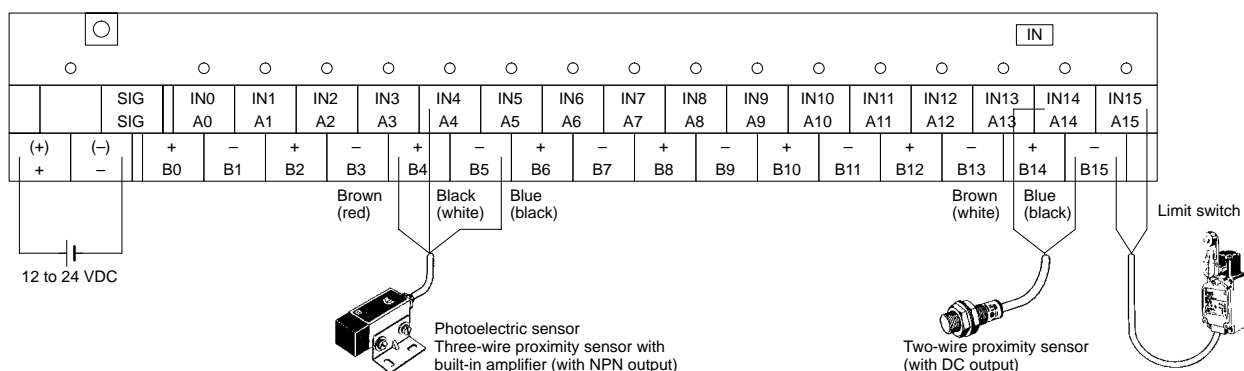 IN
SIG IN0 IN1 IN2 IN3 IN4 IN5 IN6 IN7 IN8 IN9 IN10 IN11 IN12 IN13 IN14 IN15
SIG A0 A1 A2 A3 A4 A5 A6 A7 A8 A9 A10 A11 A12 A13 A14 A15
(+) (–) + – + – + – + – + – + – + – + –
+ – B0 B1 B2 B3 B4 B5 B6 B7 B8 B9 B10 B11 B12 B13 B14 B15
Brown
(red)
Black
(white)
Blue
(black)
Brown
(white)
Blue
(black)
Limit switch
12 to 24 VDC
Photoelectric sensor
Three-wire proximity sensor with
built-in amplifier (with NPN output)
Two-wire proximity sensor
(with DC output)